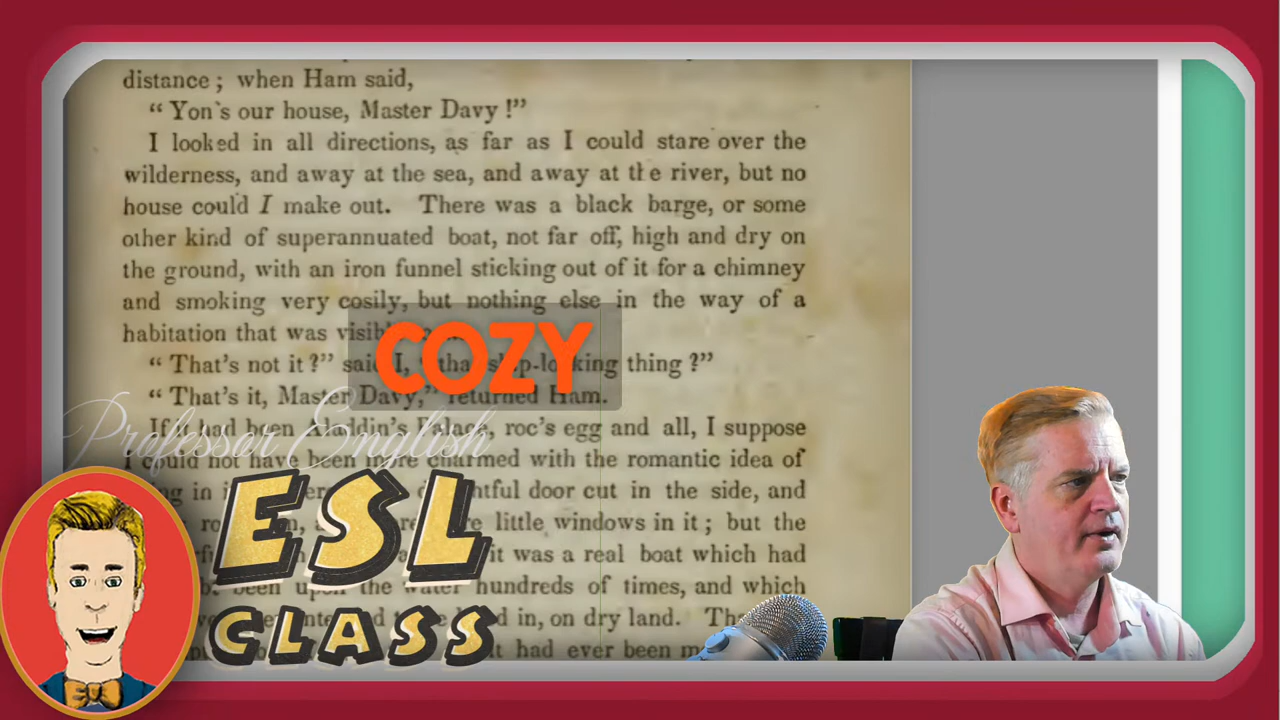 distance ; when Ham said,
“ Yon's our house, Master Davy !”
I looked in all directions, as far as I could stare over the
wilderness, and away at the sea, and away at the river, but no
house could I make out. There was a black barge, or some
other kind of superannuated boat, not far off, high and dry on
the ground, with an iron funnel sticking out of it for a chimney
and smoking very cosily, but nothing else in the way of a
habitation that was visible
COZY
“ That's not it ?” said I, “ that ship-looking thing ?”
“ That's it, Master Davy,” returned Ham.
If it had been Aladdin's Palace, roc's egg and all, I suppose
Professor English
I could not have been more charmed with the romantic idea of
in door cut in the side, and
little windows in it ; but the
ESL
it was a real boat which had
been upon the water hundreds of times, and which
in, on dry land.
CLASS
had ever been